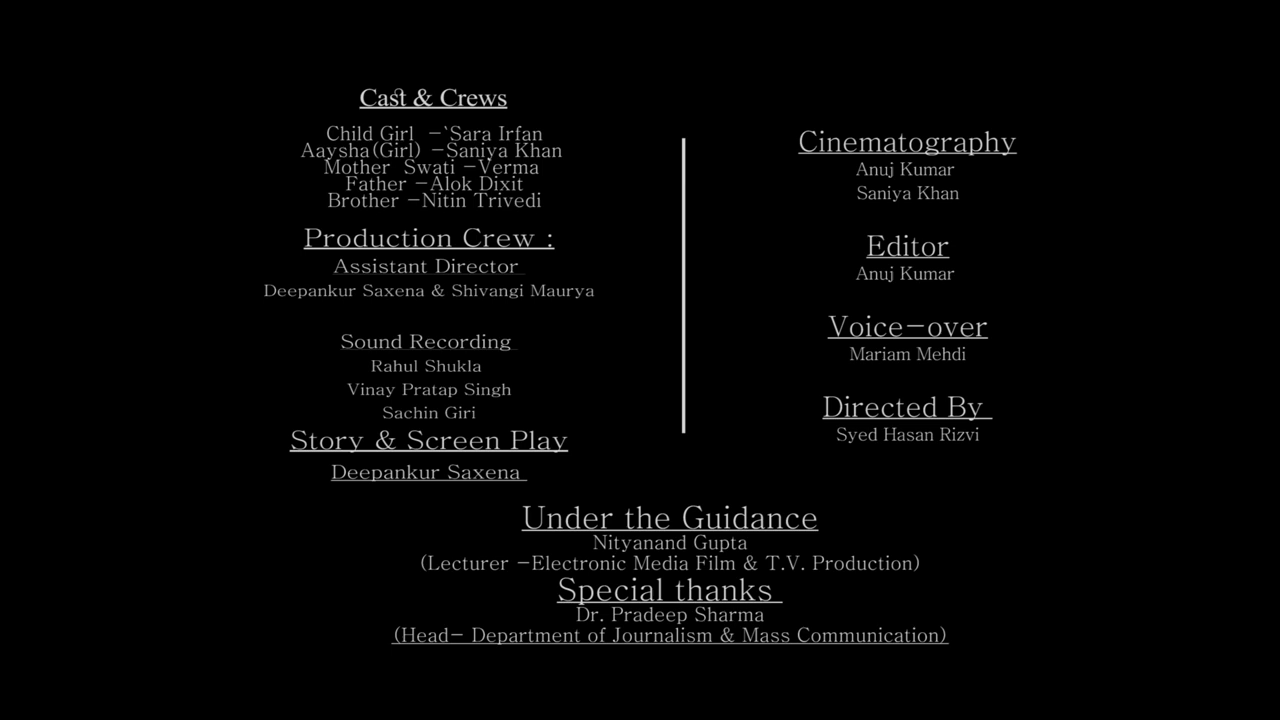 Cast & Crews
Child Girl -`Sara Irfan
Aaysha(Girl) -Saniya Khan
Mother Swati -Verma
Father -Alok Dixit
Brother -Nitin Trivedi
Production Crew :
Assistant Director
Deepankur Saxena & Shivangi Maurya
Sound Recording
Rahul Shukla
Vinay Pratap Singh
Sachin Giri
Story & Screen Play
Deepankur Saxena
Cinematography
Anuj Kumar
Saniya Khan
Editor
Anuj Kumar
Voice-over
Mariam Mehdi
Directed By
Syed Hasan Rizvi
Under the Guidance
Nityanand Gupta
(Lecturer -Electronic Media Film & T.V. Production)
Special thanks
Dr. Pradeep Sharma
(Head- Department of Journalism & Mass Communication)